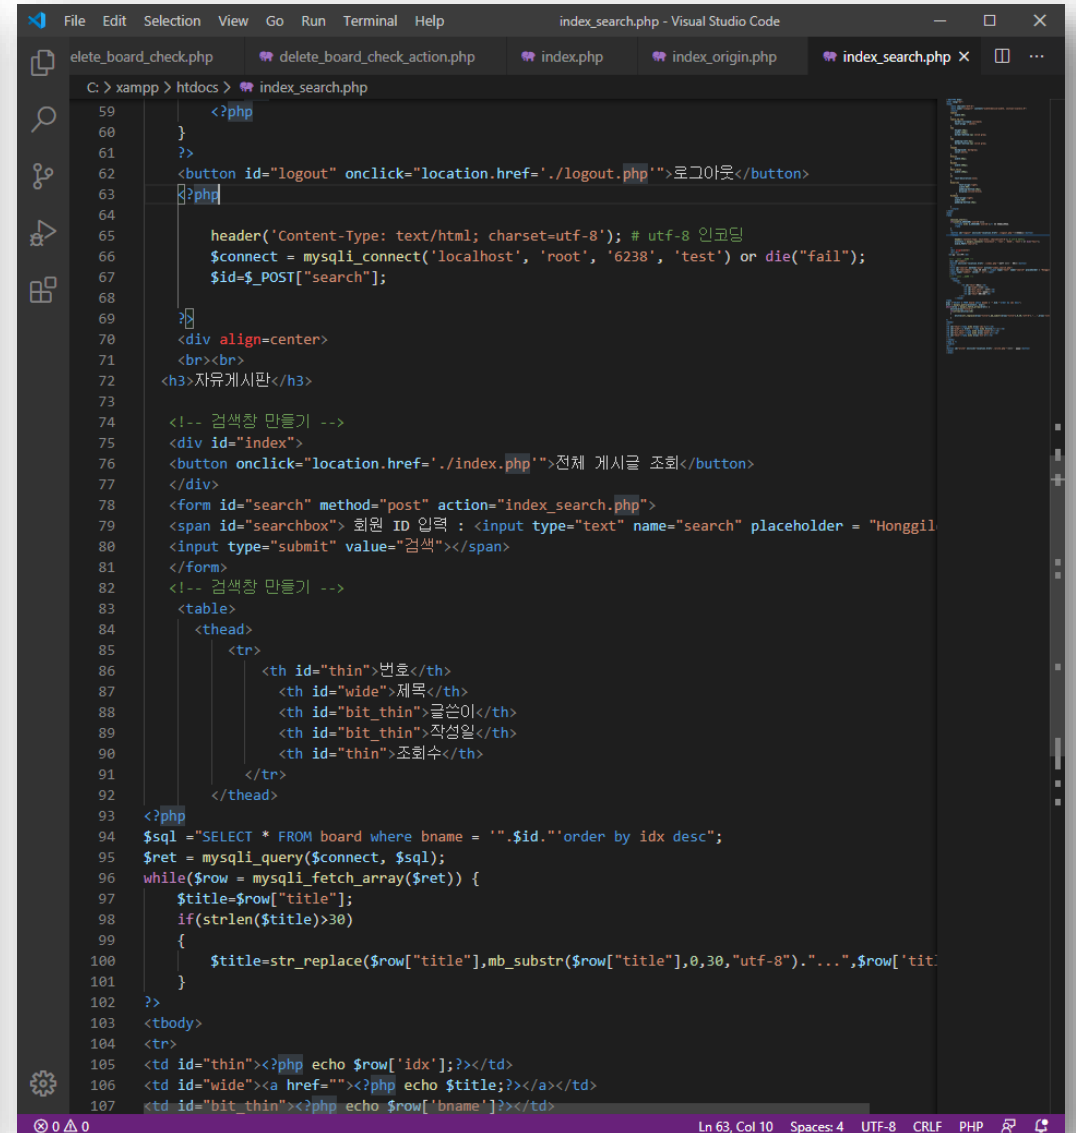 File Edit Selection View Go Run Terminal Help index_search.php - Visual Studio Code
elete_board_check.php delete_board_check_action.php index.php index_origin.php index_search.php
C: > xampp > htdocs > index_search.php
59 <?php
60 }
61 ?>
62 <button id="logout" onclick="location.href='./logout.php'">로그아웃</button>
63 <?php
64
65 header('Content-Type: text/html; charset=utf-8'); # utf-8 인코딩
66 $connect = mysqli_connect('localhost', 'root', '6238', 'test') or die("fail");
67 $id=$_POST["search"];
68
69 ?>
70 <div align=center>
71 <br><br>
72 <h3>자유게시판</h3>
73
74 <!-- 검색창 만들기 -->
75 <div id="index">
76 <button onclick="location.href='./index.php'">전체 게시글 조회</button>
77 </div>
78 <form id="search" method="post" action="index_search.php">
79 <span id="searchbox"> 회원 ID 입력 : <input type="text" name="search" placeholder = "Honggil
80 <input type="submit" value="검색"></span>
81 </form>
82 <!-- 검색창 만들기 -->
83 <table>
84 <thead>
85 <tr>
86 <th id="thin">번호</th>
87 <th id="wide">제목</th>
88 <th id="bit_thin">글쓴이</th>
89 <th id="bit_thin">작성일</th>
90 <th id="thin">조회수</th>
91 </tr>
92 </thead>
93 <?php
94 $sql ="SELECT * FROM board where bname = '".$id."'order by idx desc";
95 $ret = mysqli_query($connect, $sql);
96 while($row = mysqli_fetch_array($ret)) {
97 $title=$row["title"];
98 if(strlen($title)>30)
99 {
100 $title=str_replace($row["title"],mb_substr($row["title"],0,30,"utf-8")."...",$row['tit
101 }
102 ?>
103 <tbody>
104 <tr>
105 <td id="thin"><?php echo $row['idx'];?></td>
106 <td id="wide"><a href=""><?php echo $title;?></a></td>
107 <td id="bit_thin"><?php echo $row['bname']?></td>
0 0 Ln 63, Col 10 Spaces: 4 UTF-8 CRLF PHP